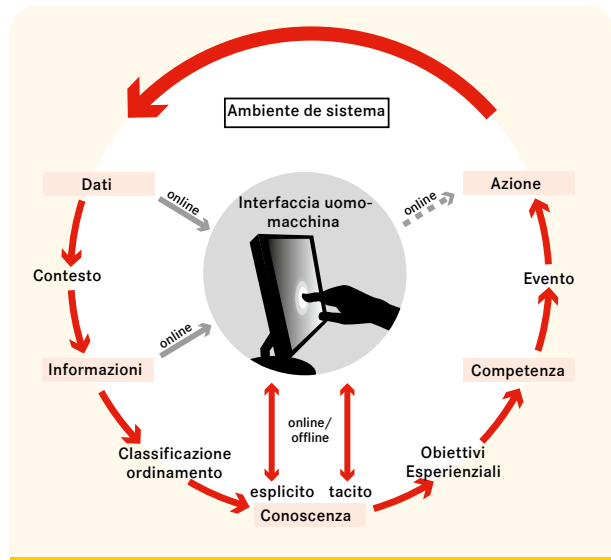 Ambiente de sistema
Dati
online
Interfaccia uomo-
macchina
online
Azione
Contesto
Evento
online
Informazioni
Competenza
online/
offline
Classificazione
ordinamento
Obiettivi
Esperienziali
esplicito
tacito
Conoscenza